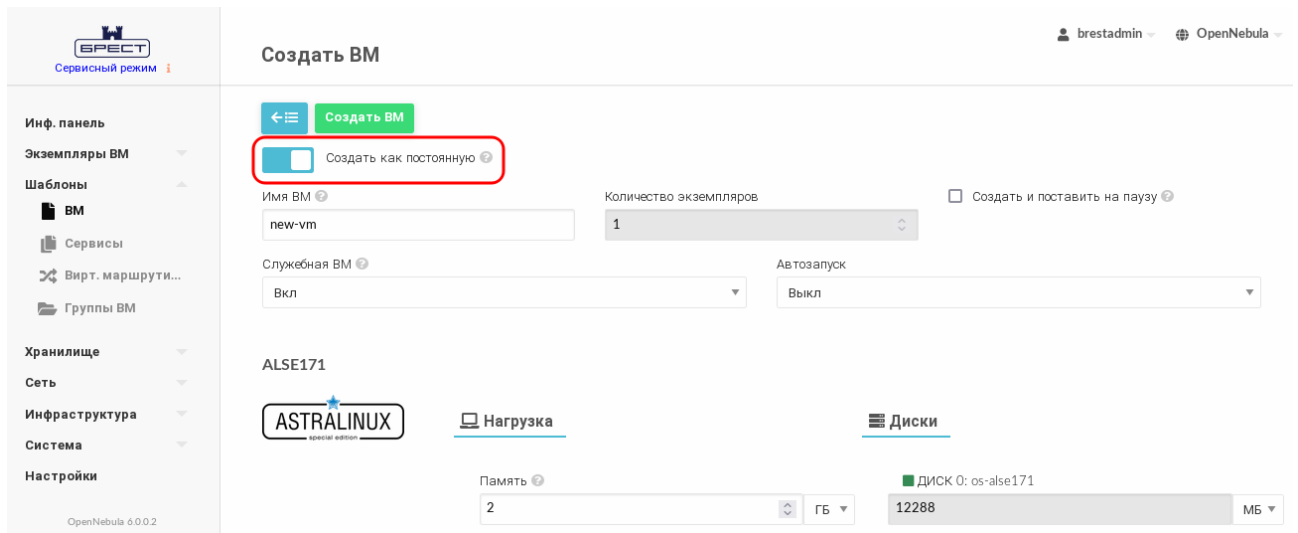 БРЕСТ
Сервисный режим i
Создать ВМ
brestadmin
OpenNebula
Инф. панель
Экземпляры ВМ
Шаблоны
ВМ
Сервисы
Вирт. маршрути...
Группы ВМ
Хранилище
Сеть
Инфраструктура
Система
Настройки
OpenNebula 6.0.0.2
Создать ВМ
Создать как постоянную
Имя ВМ
Количество экземпляров
Создать и поставить на паузу
new-vm
1
Служебная ВМ
Автозапуск
Вкл
Выкл
ALSE171
ASTRALINUX
special edition
Нагрузка
Диски
Память
ДИСК 0: os-alse171
2
ГБ
12288
МБ